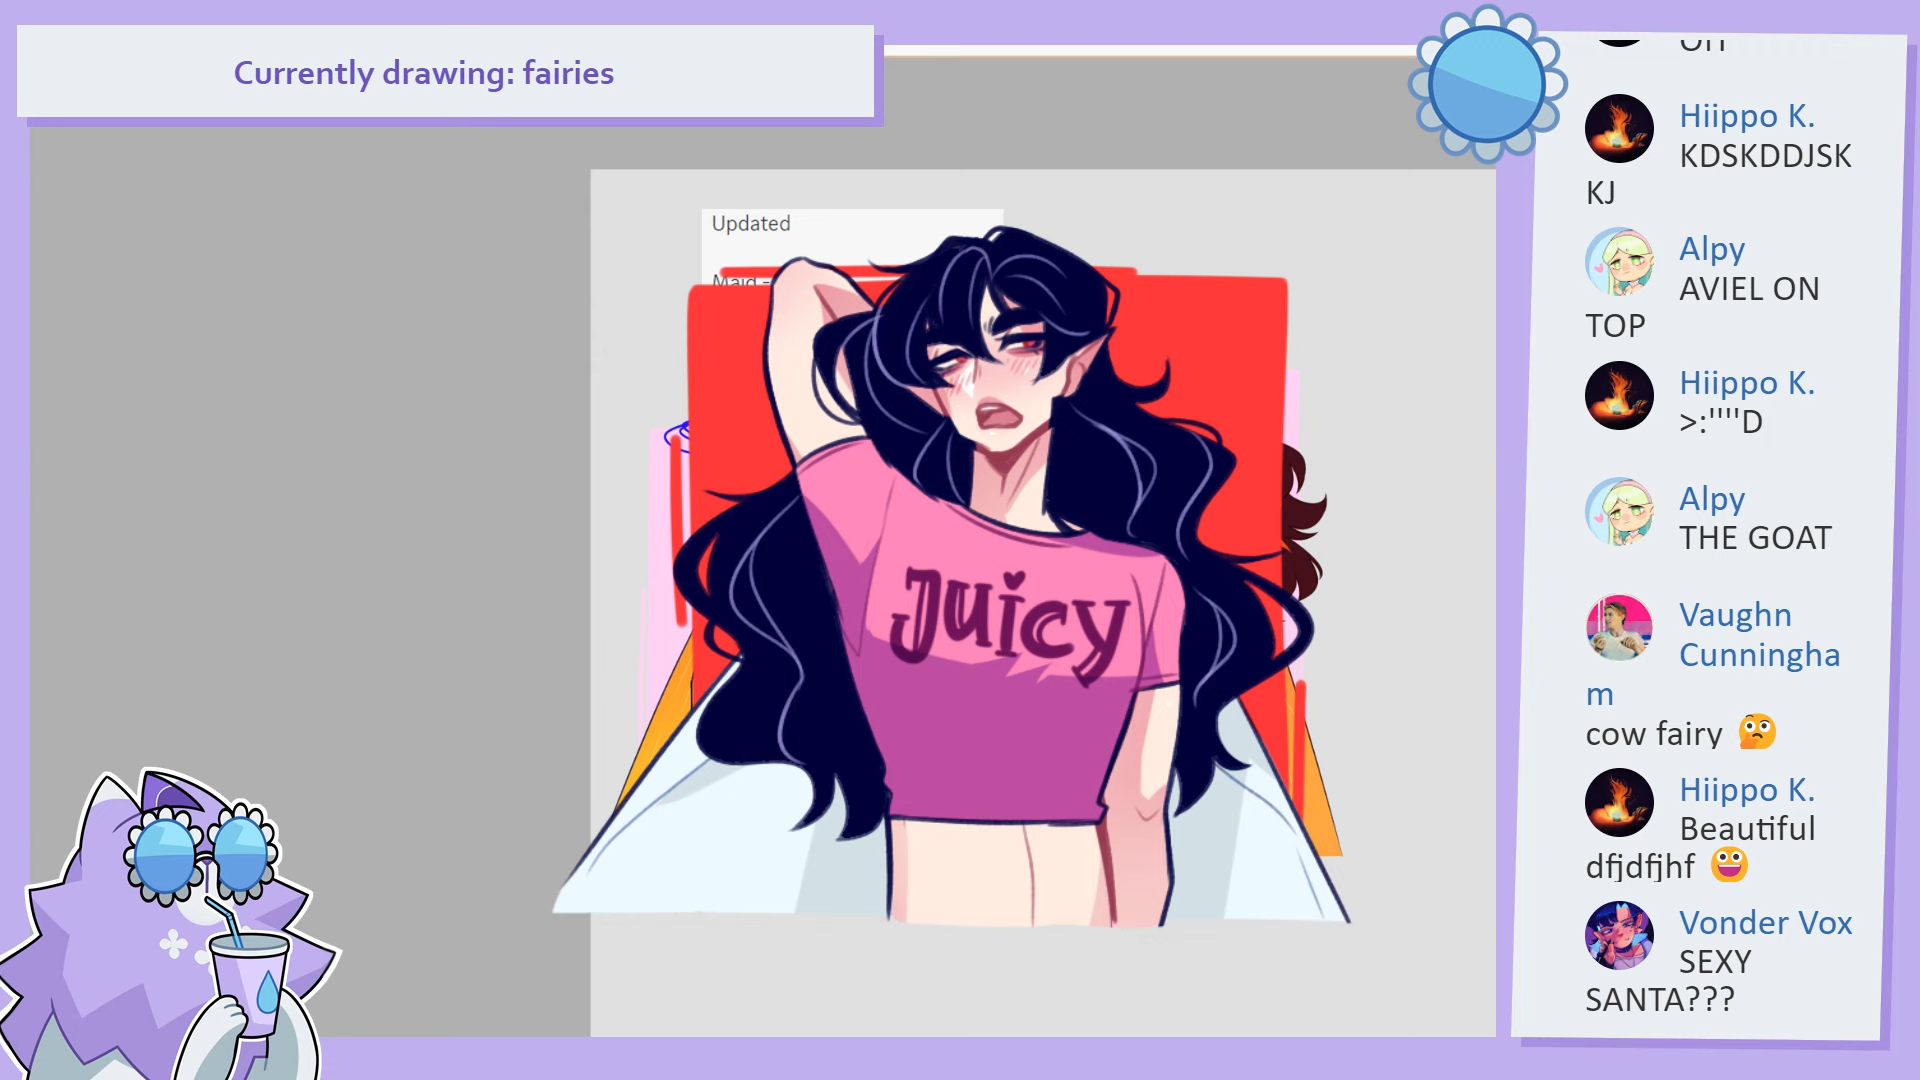 Currently drawing: fairies
Updated
Maid
Juicy
Hiippo K.
KDSKDDJSK
KJ
Alpy
AVIEL ON
TOP
Hiippo K.
>:''''D
Alpy
THE GOAT
Vaughn
Cunningha
m
cow fairy 🤔
Hiippo K.
Beautiful
dfjdfjhf 😃
Vonder Vox
SEXY
SANTA???